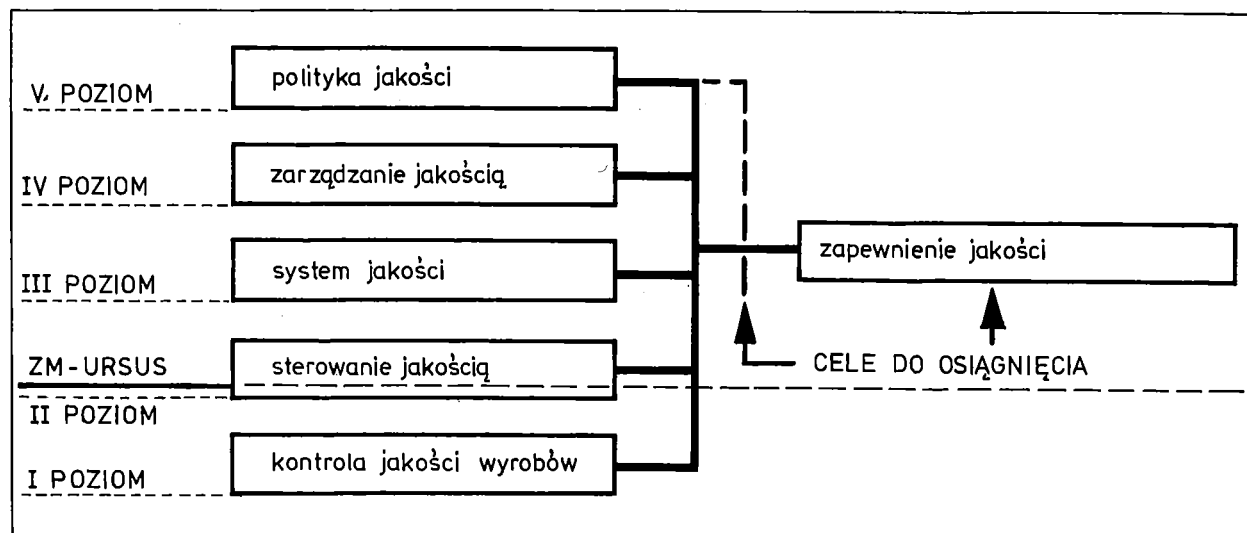 V. POZIOM
polityka jakości
IV POZIOM
zarządzanie jakością
III POZIOM
system jakości
zapewnienie jakości
ZM-URSUS
sterowanie jakością
CELE DO OSIĄGNIĘCIA
II POZIOM
I POZIOM
kontrola jakości wyrobów